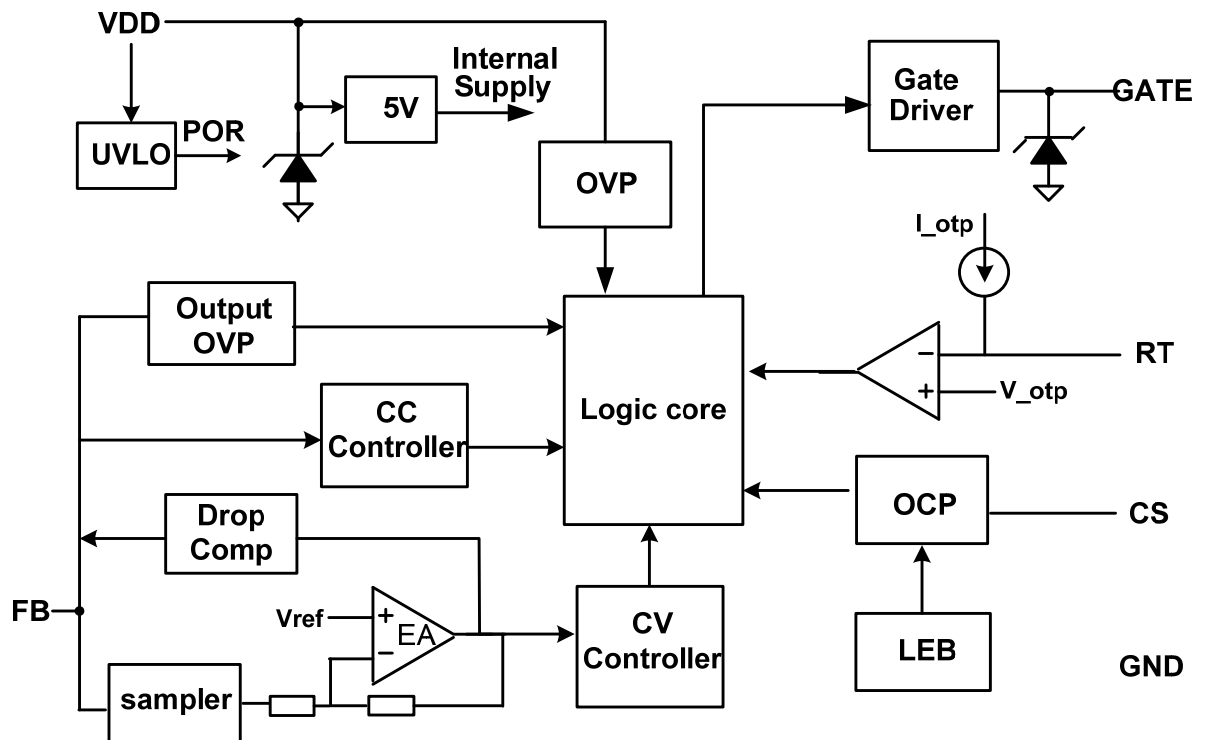 VDD
Internal
Supply
5V
POR
UVLO
OVP
Gate
Driver
GATE
I_otp
Output
OVP
RT
−
+
V_otp
CC
Controller
Logic core
OCP
CS
Drop
Comp
FB
Vref
+
EA
−
CV
Controller
LEB
GND
sampler